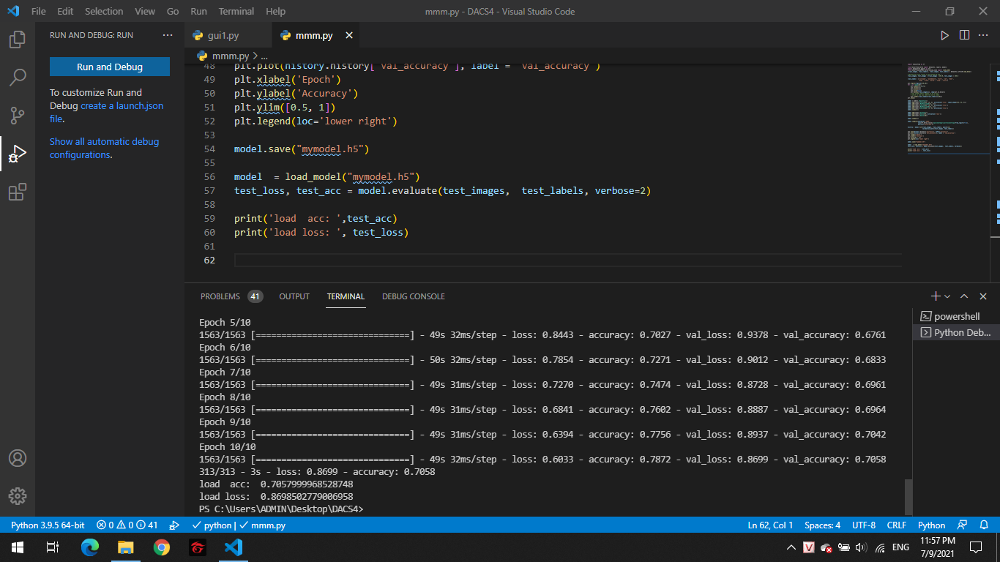 File Edit Selection View Go Run Terminal Help
mmm.py - DACS4 - Visual Studio Code
RUN AND DEBUG: RUN ...
gui1.py
mmm.py
Run and Debug
To customize Run and
Debug create a launch.json
file.
Show all automatic debug
configurations.
mmm.py > ...
48 plt.plot(history.history['val_accuracy'], label = 'val_accuracy')
49 plt.xlabel('Epoch')
50 plt.ylabel('Accuracy')
51 plt.ylim([0.5, 1])
52 plt.legend(loc='lower right')
53
54 model.save("mymodel.h5")
55
56 model  = load_model("mymodel.h5")
57 test_loss, test_acc = model.evaluate(test_images,  test_labels, verbose=2)
58
59 print('load  acc: ',test_acc)
60 print('load loss: ', test_loss)
61
62
PROBLEMS 41 OUTPUT TERMINAL DEBUG CONSOLE
powershell
Python Deb...
Epoch 5/10
1563/1563 [==============================] - 49s 32ms/step - loss: 0.8443 - accuracy: 0.7027 - val_loss: 0.9378 - val_accuracy: 0.6761
Epoch 6/10
1563/1563 [==============================] - 50s 32ms/step - loss: 0.7854 - accuracy: 0.7271 - val_loss: 0.9012 - val_accuracy: 0.6833
Epoch 7/10
1563/1563 [==============================] - 49s 31ms/step - loss: 0.7270 - accuracy: 0.7474 - val_loss: 0.8728 - val_accuracy: 0.6961
Epoch 8/10
1563/1563 [==============================] - 49s 31ms/step - loss: 0.6841 - accuracy: 0.7602 - val_loss: 0.8887 - val_accuracy: 0.6964
Epoch 9/10
1563/1563 [==============================] - 49s 31ms/step - loss: 0.6394 - accuracy: 0.7756 - val_loss: 0.8937 - val_accuracy: 0.7042
Epoch 10/10
1563/1563 [==============================] - 49s 32ms/step - loss: 0.6033 - accuracy: 0.7872 - val_loss: 0.8699 - val_accuracy: 0.7058
313/313 - 3s - loss: 0.8699 - accuracy: 0.7058
load  acc:  0.7057999968528748
load loss:  0.8698502779006958
PS C:\Users\ADMIN\Desktop\DACS4>
Python 3.9.5 64-bit 0 0 41 python | mmm.py Ln 62, Col 1 Spaces: 4 UTF-8 CRLF Python
ENG
11:57 PM
7/9/2021